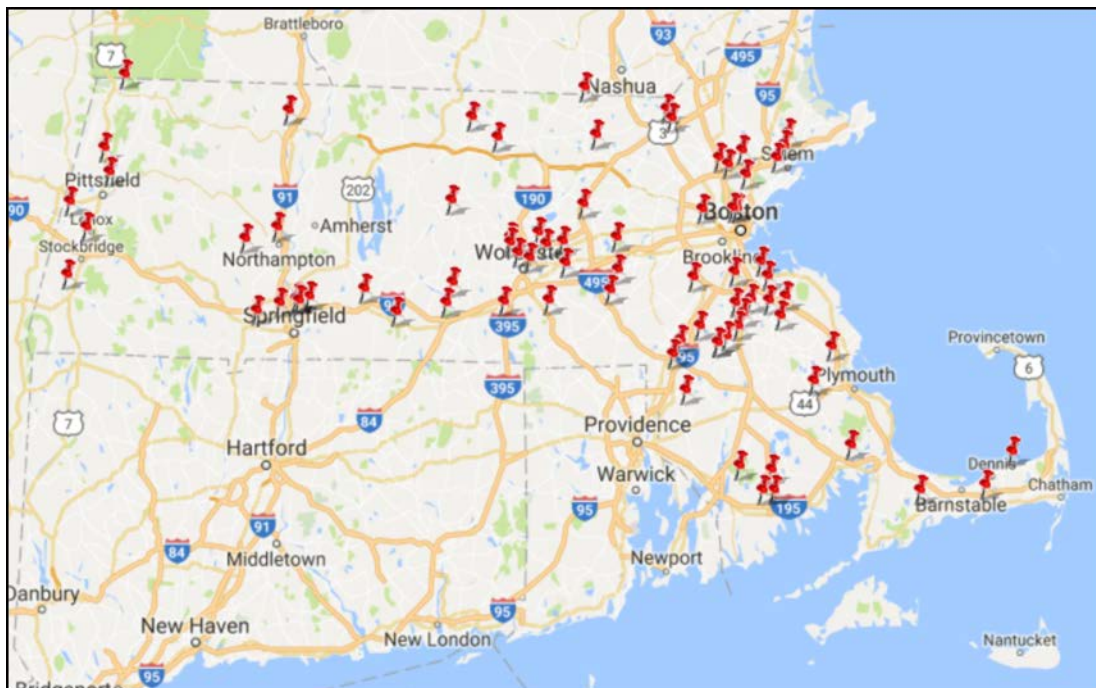 Brattleboro
93
495
7
Nashua
95
3
Salem
Pittsfield
91
202
190
90
Lenox
Amherst
Boston
Stockbridge
Northampton
Worcester
Brookline
495
Springfield
395
95
Provincetown
6
395
Plymouth
44
7
84
Providence
Hartford
Dennis
Warwick
Chatham
Barnstable
95
195
91
84
Middletown
Newport
Danbury
95
New Haven
New London
Nantucket
95
Bridgeport